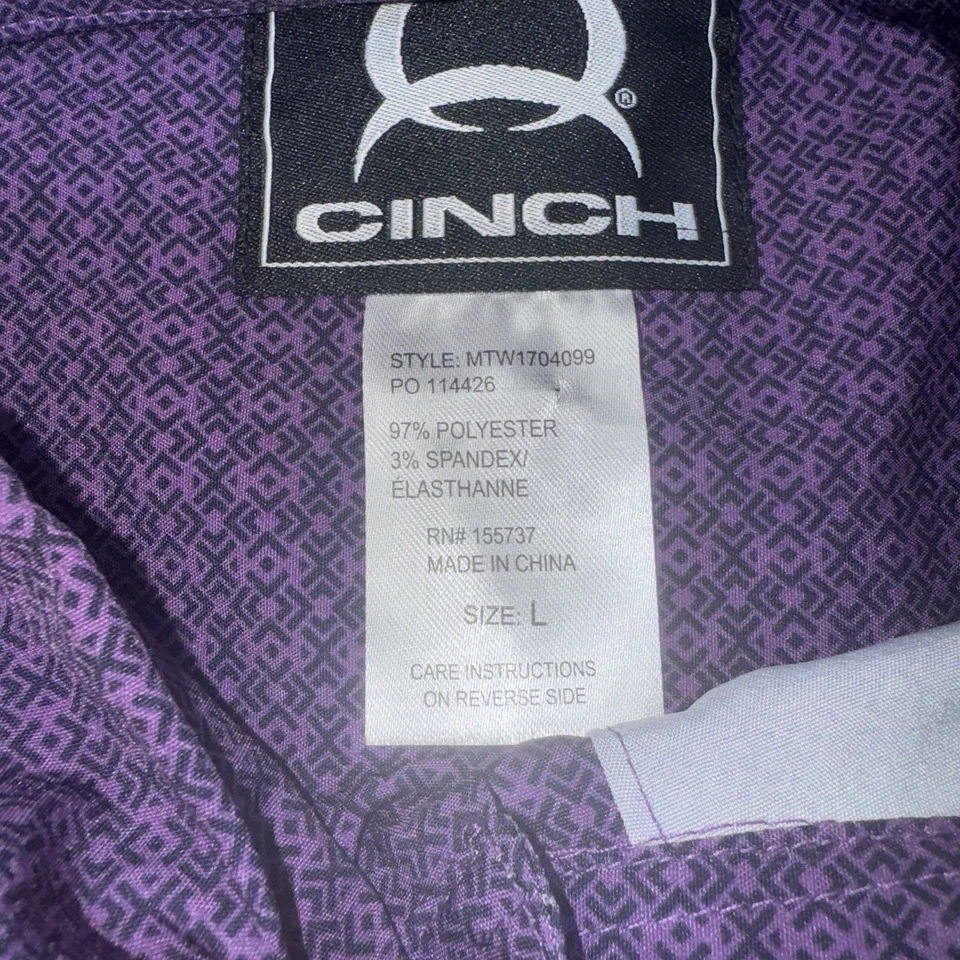 ®
CINCH
STYLE: MTW1704099
PO 114426
97% POLYESTER
3% SPANDEX/
ÉLASTHANNE
RN# 155737
MADE IN CHINA
SIZE: L
CARE INSTRUCTIONS
ON REVERSE SIDE